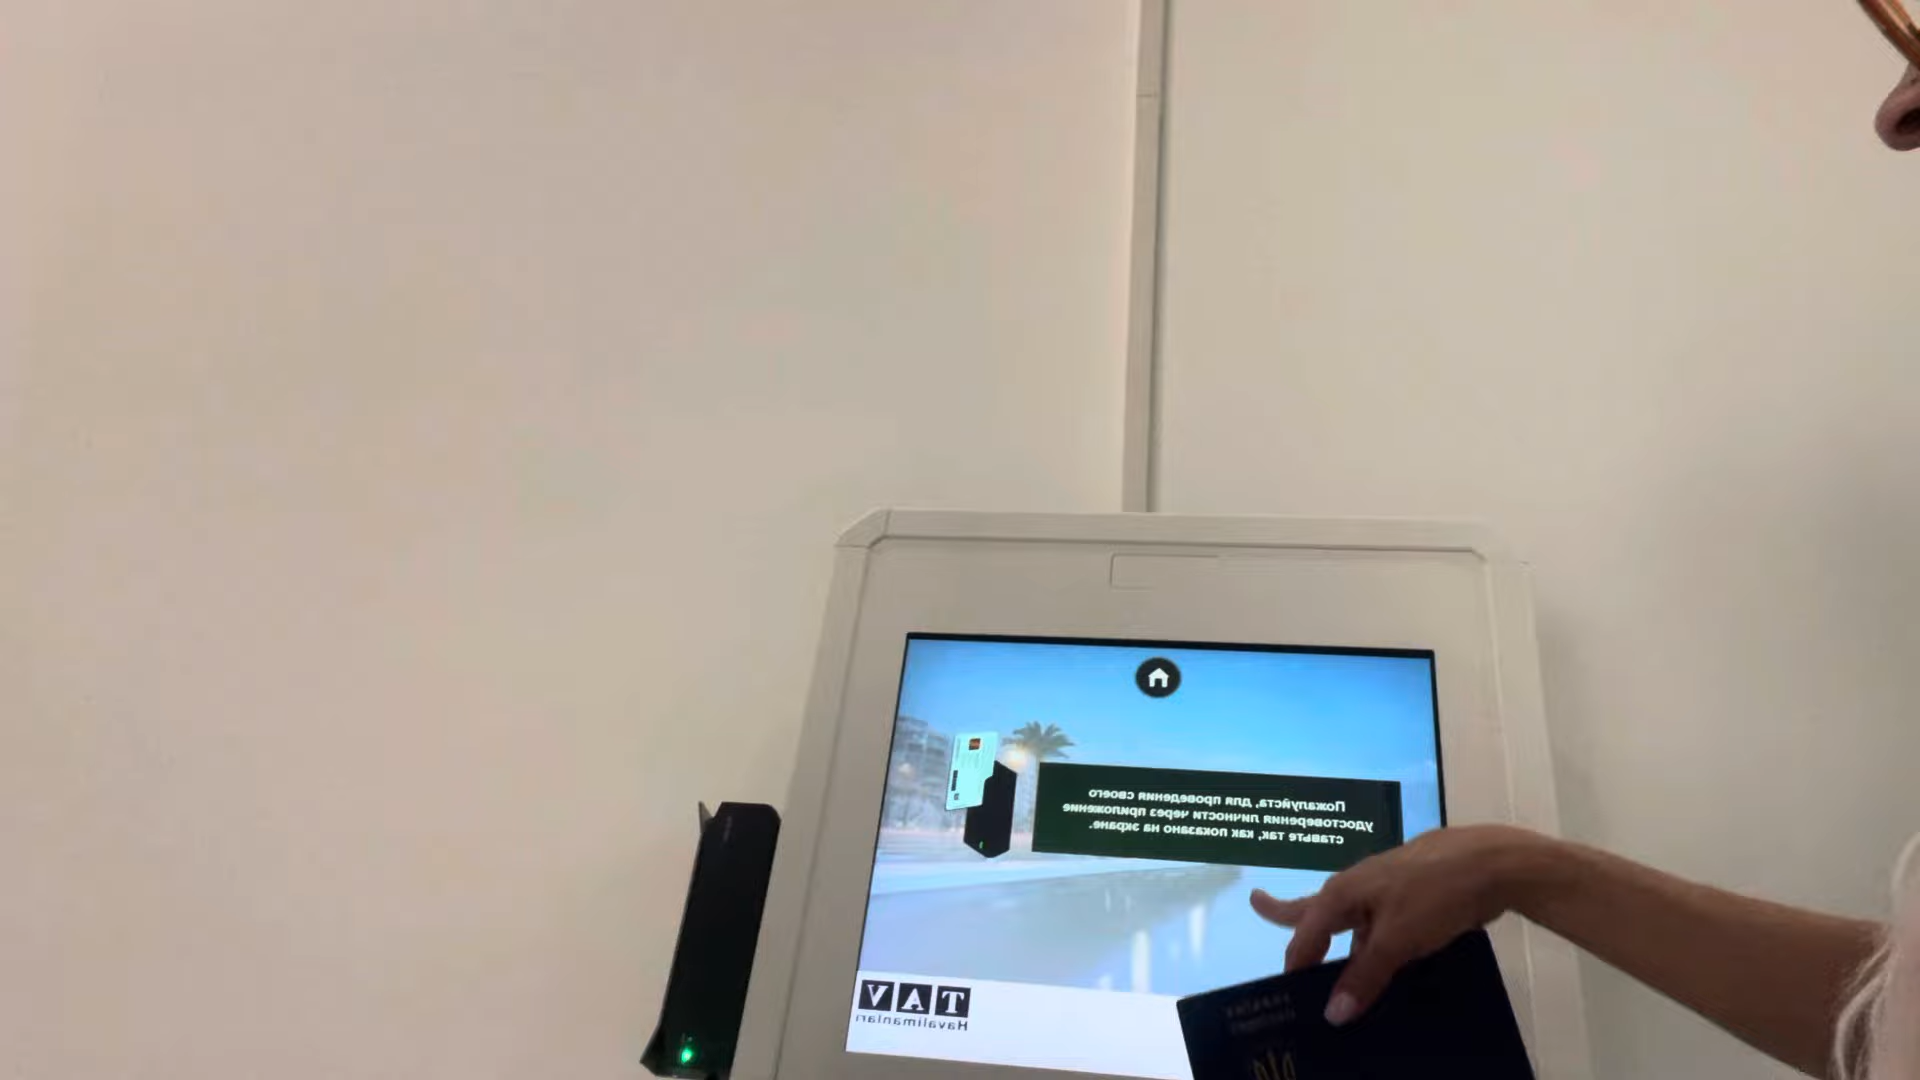 Пожалуйста, для проведения своего
удостоверения личности через приложение
ставьте так, как показано на экране.
TAV
Havalimanları